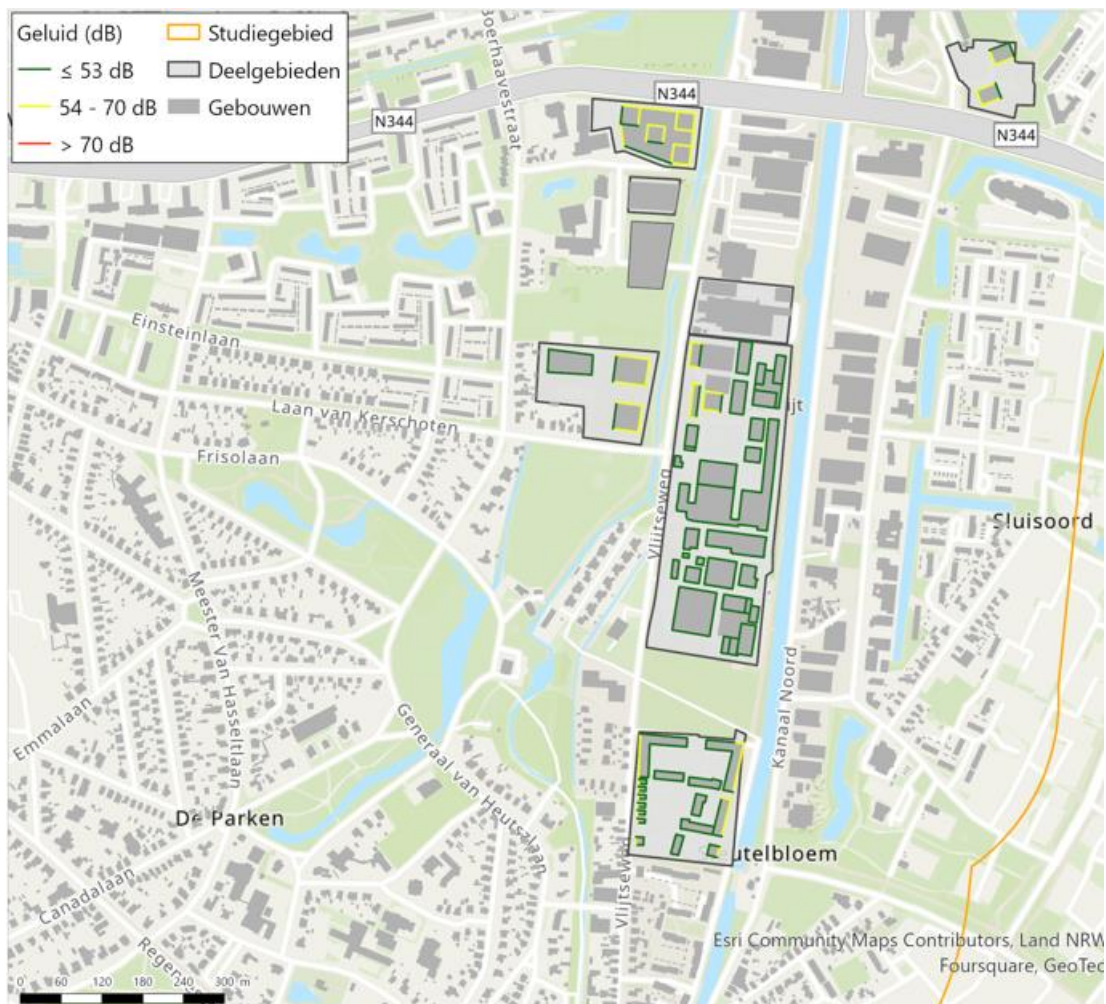 Geluid (dB)
≤ 53 dB
54 - 70 dB
> 70 dB
Studiegebied
Deelgebieden
Gebouwen
Boerhaavestraat
N344
N344
N344
Einsteinlaan
Laan van Kerschoten
Frisolaan
Vlijtseweg
Sluisoord
Meester Van Hasseltlaan
Kanaal Noord
Emmalaan
Generaal van Heutszlaan
De Parken
utelbloem
Vlijtseweg
Canadalaan
Regen
Esri Community Maps Contributors, Land NRW
Foursquare, GeoTec
0 60 120 180 240 300 m